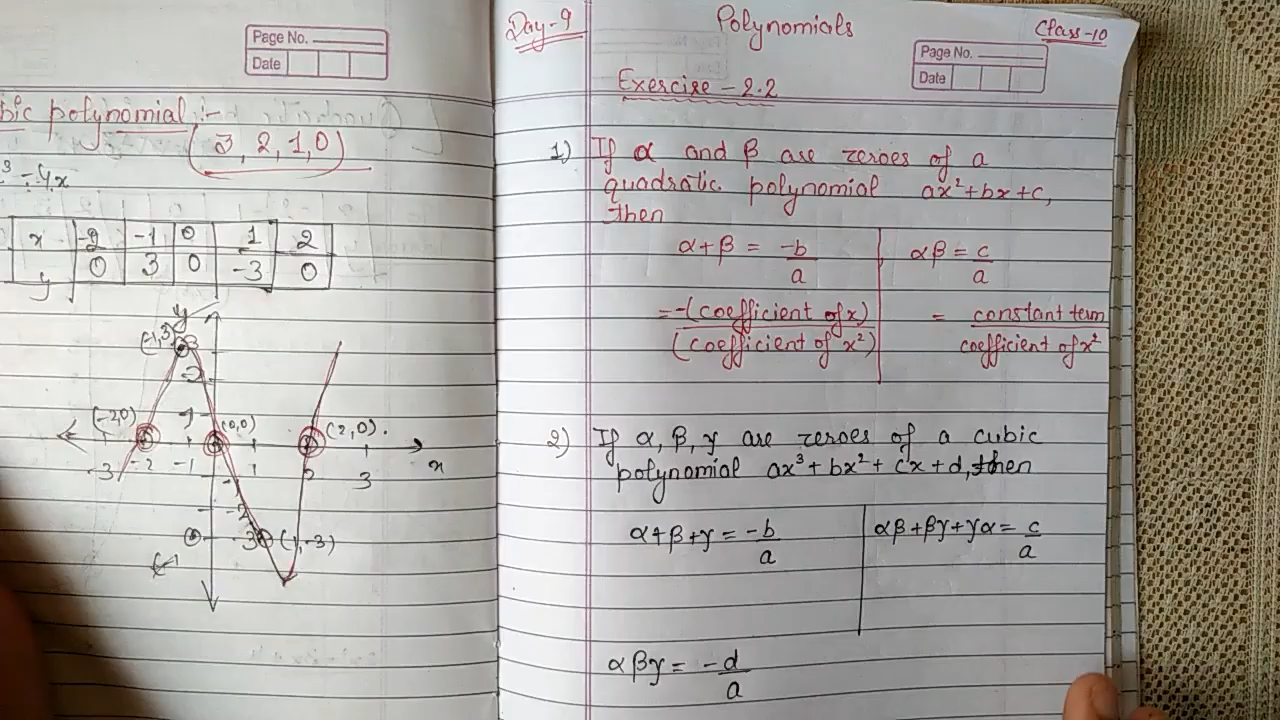 Page No.
Date
bic polynomial :-
(3, 2, 1, 0)
x -2 -1 0 1 2
y 0 3 0 -3 0
y
(-1,3)
(-2,0)
(0,0)
(2,0).
-3 -2 -1 1 2 3
x
(1,-3)
Day-9
Polynomials
Class-10
Page No.
Date
Exercise - 2.2
1) If α and β are zeroes of a
quadratic polynomial ax²+bx+c,
then
α+β = -b/a
= -(coefficient of x)/(coefficient of x²)
αβ = c/a
= constant term/coefficient of x²
2) If α, β, γ are zeroes of a cubic
polynomial ax³+bx²+cx+d, then
α+β+γ = -b/a
αβ+βγ+γα = c/a
αβγ = -d/a